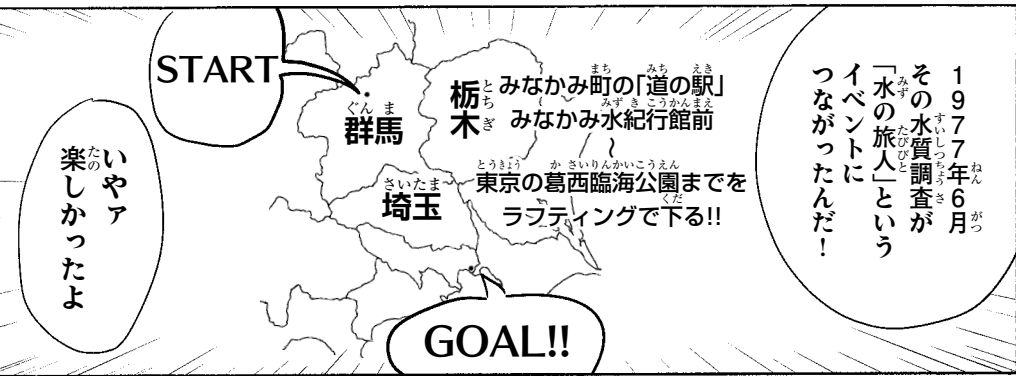 1977年6月
その水質調査が
「水の旅人」という
イベントに
つながったんだ!
START
群馬
栃木
埼玉
みなかみ町の「道の駅」
みなかみ水紀行館前
~
東京の葛西臨海公園までを
ラフティングで下る!!
GOAL!!
いやァ
楽しかったよ